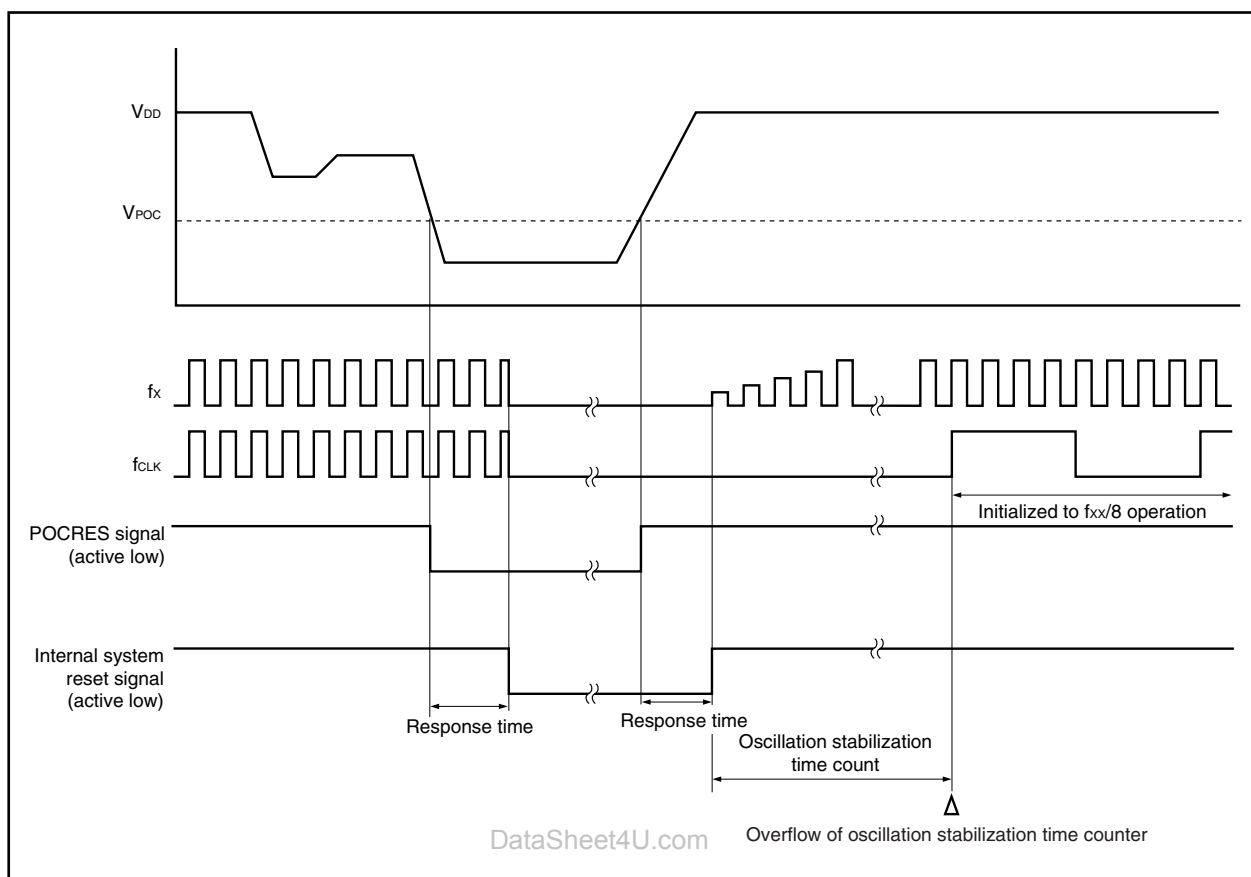 VDD
VPOC
fX
fCLK
Initialized to fXX/8 operation
POCRES signal
(active low)
Internal system
reset signal
(active low)
Response time
Response time
Oscillation stabilization
time count
Overflow of oscillation stabilization time counter
DataSheet4U.com